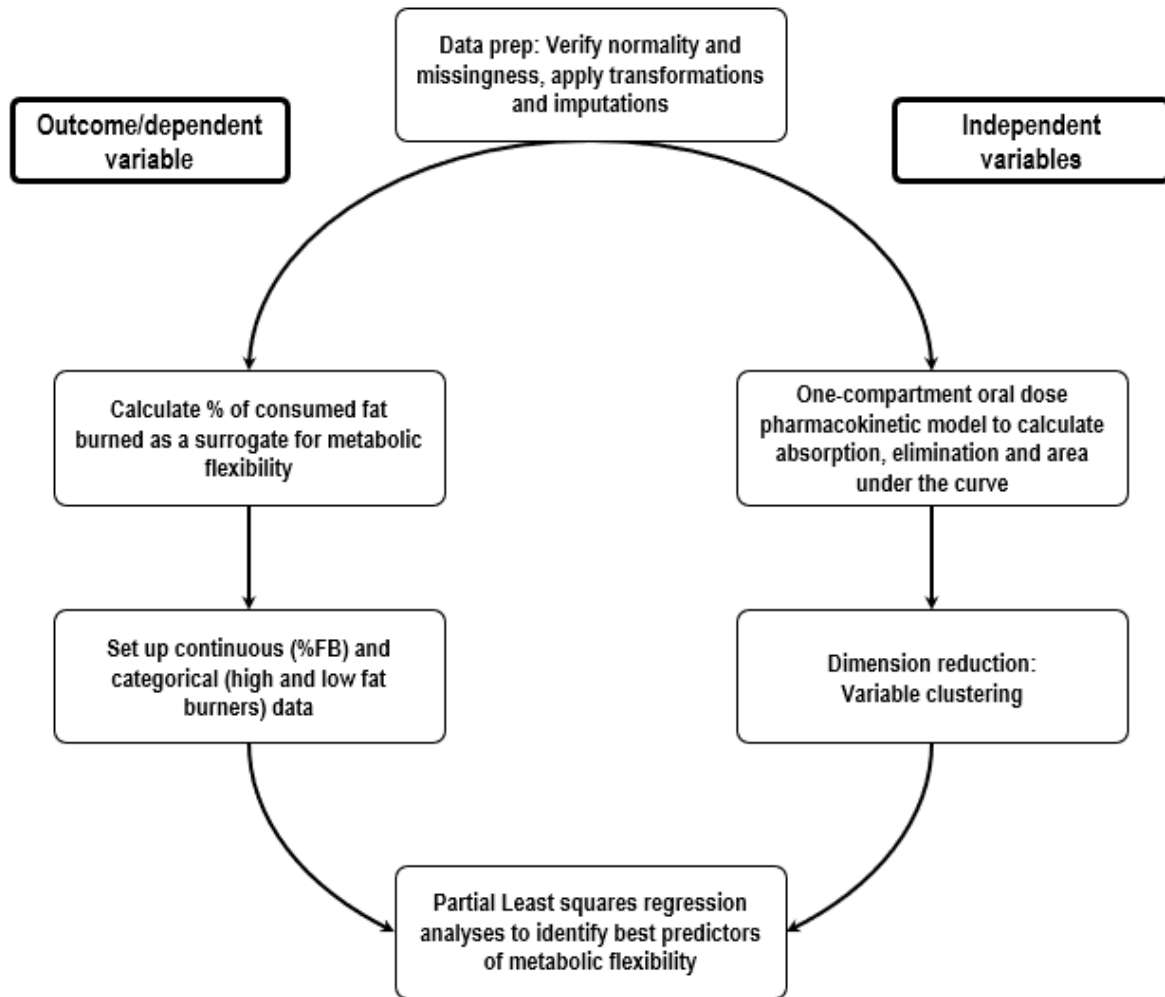 Data prep: Verify normality and
missingness, apply transformations
and imputations
Outcome/dependent
variable
Independent
variables
Calculate % of consumed fat
burned as a surrogate for metabolic
flexibility
One-compartment oral dose
pharmacokinetic model to calculate
absorption, elimination and area
under the curve
Set up continuous (%FB) and
categorical (high and low fat
burners) data
Dimension reduction:
Variable clustering
Partial Least squares regression
analyses to identify best predictors
of metabolic flexibility